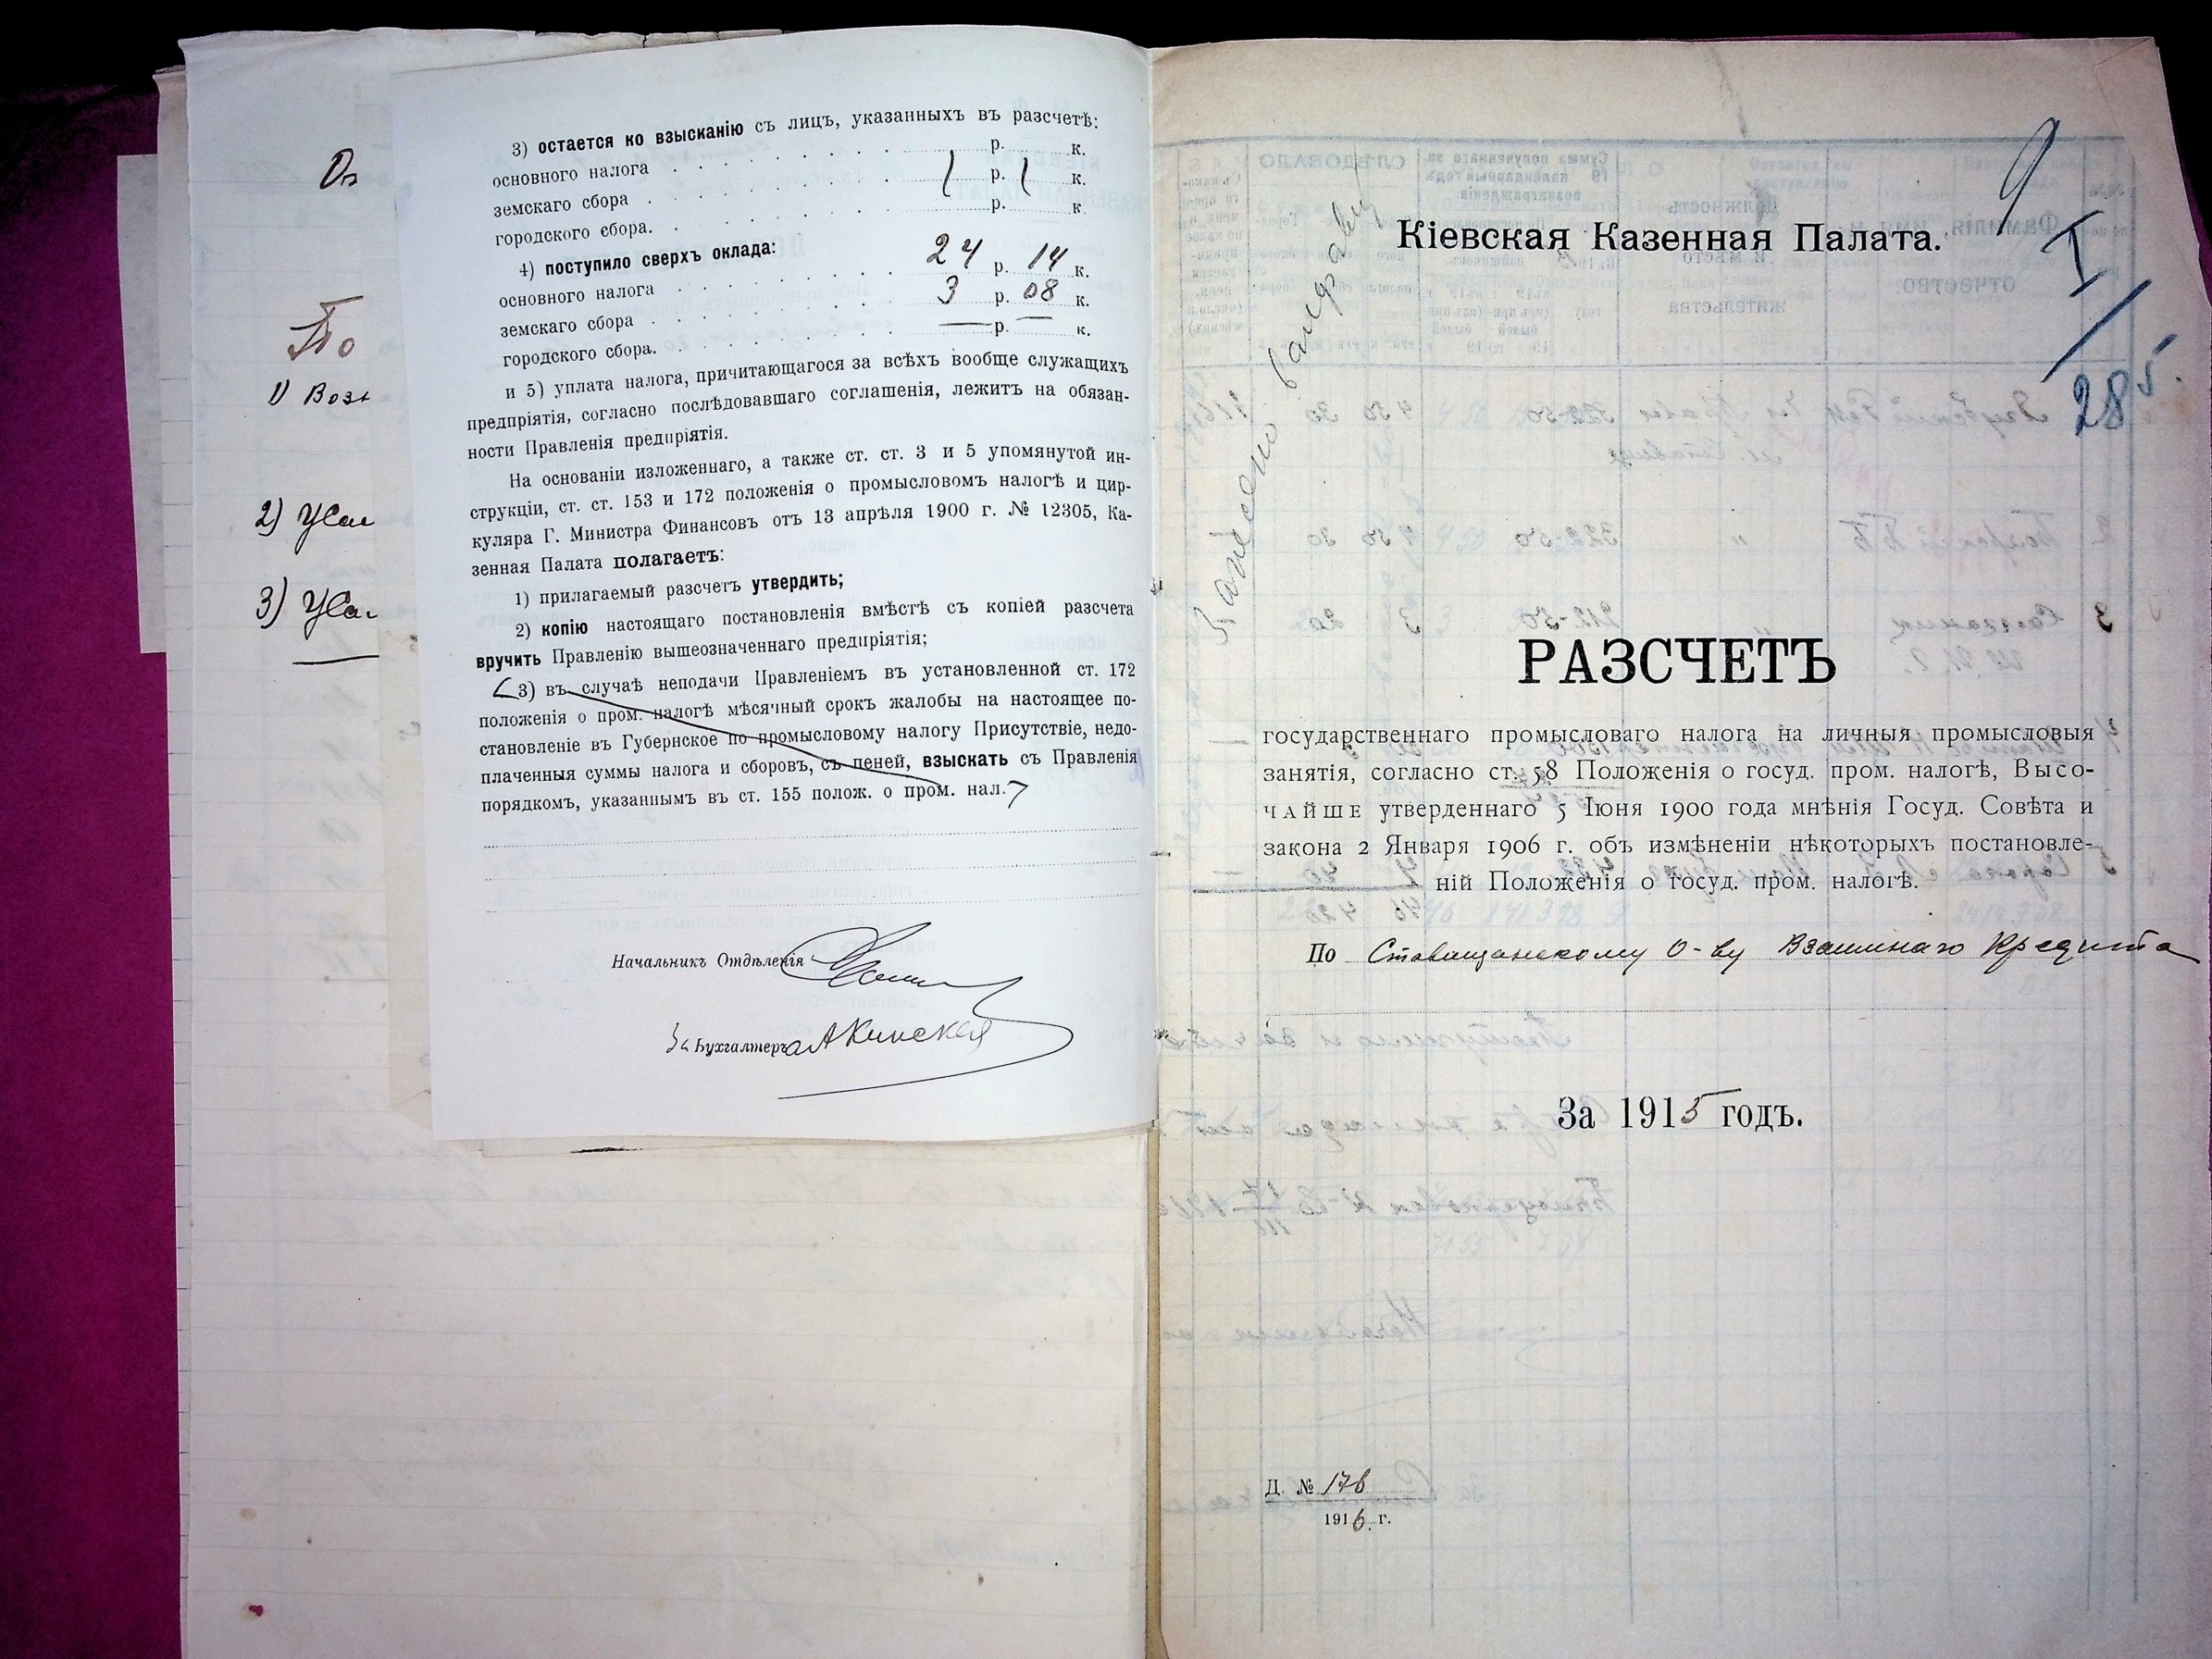 3) остается ко взысканію съ лицъ, указанныхъ въ разсчетѣ:
основного налога . . . . . . . р. к.
земскаго сбора . . . . . . . р. к.
городского сбора. . . . . . . р. к.
4) поступило сверхъ оклада:
основного налога . . . . . . . 24 р. 14 к.
земскаго сбора . . . . . . . 3 р. 08 к.
городского сбора. . . . . . . — р. — к.
и 5) уплата налога, причитающагося за всѣхъ вообще служащихъ
предпріятія, согласно послѣдовавшаго соглашенія, лежитъ на обязан-
ности Правленія предпріятія.
На основаніи изложеннаго, а также ст. ст. 3 и 5 упомянутой ин-
струкціи, ст. ст. 153 и 172 положенія о промысловомъ налогѣ и цир-
куляра Г. Министра Финансовъ отъ 13 апрѣля 1900 г. № 12305, Ка-
зенная Палата полагаетъ:
1) прилагаемый разсчетъ утвердить;
2) копію настоящаго постановленія вмѣстѣ съ копіей разсчета
вручить Правленію вышеозначеннаго предпріятія;
3) въ случаѣ неподачи Правленіемъ въ установленной ст. 172
положенія о пром. налогѣ мѣсячный срокъ жалобы на настоящее по-
становленіе въ Губернское по промысловому налогу Присутствіе, недо-
плаченныя суммы налога и сборовъ, съ пеней, взыскать съ Правленія
порядкомъ, указаннымъ въ ст. 155 полож. о пром. нал.
Начальникъ Отдѣленія
За Бухгалтера АКинская
По
1) Возн
2)
3)
9
I
285.
Кіевская Казенная Палата.
РАЗСЧЕТЪ
государственнаго промысловаго налога на личныя промысловыя
занятія, согласно ст. 58 Положенія о госуд. пром. налогѣ, Высо-
чайше утвержденнаго 5 Іюня 1900 года мнѣнія Госуд. Совѣта и
закона 2 Января 1906 г. объ измѣненіи нѣкоторыхъ постановле-
ній Положенія о госуд. пром. налогѣ.
По Ставищанскому О-ву Взаимнаго Кредита
За 1915 годъ.
Д. № 176
1916 г.